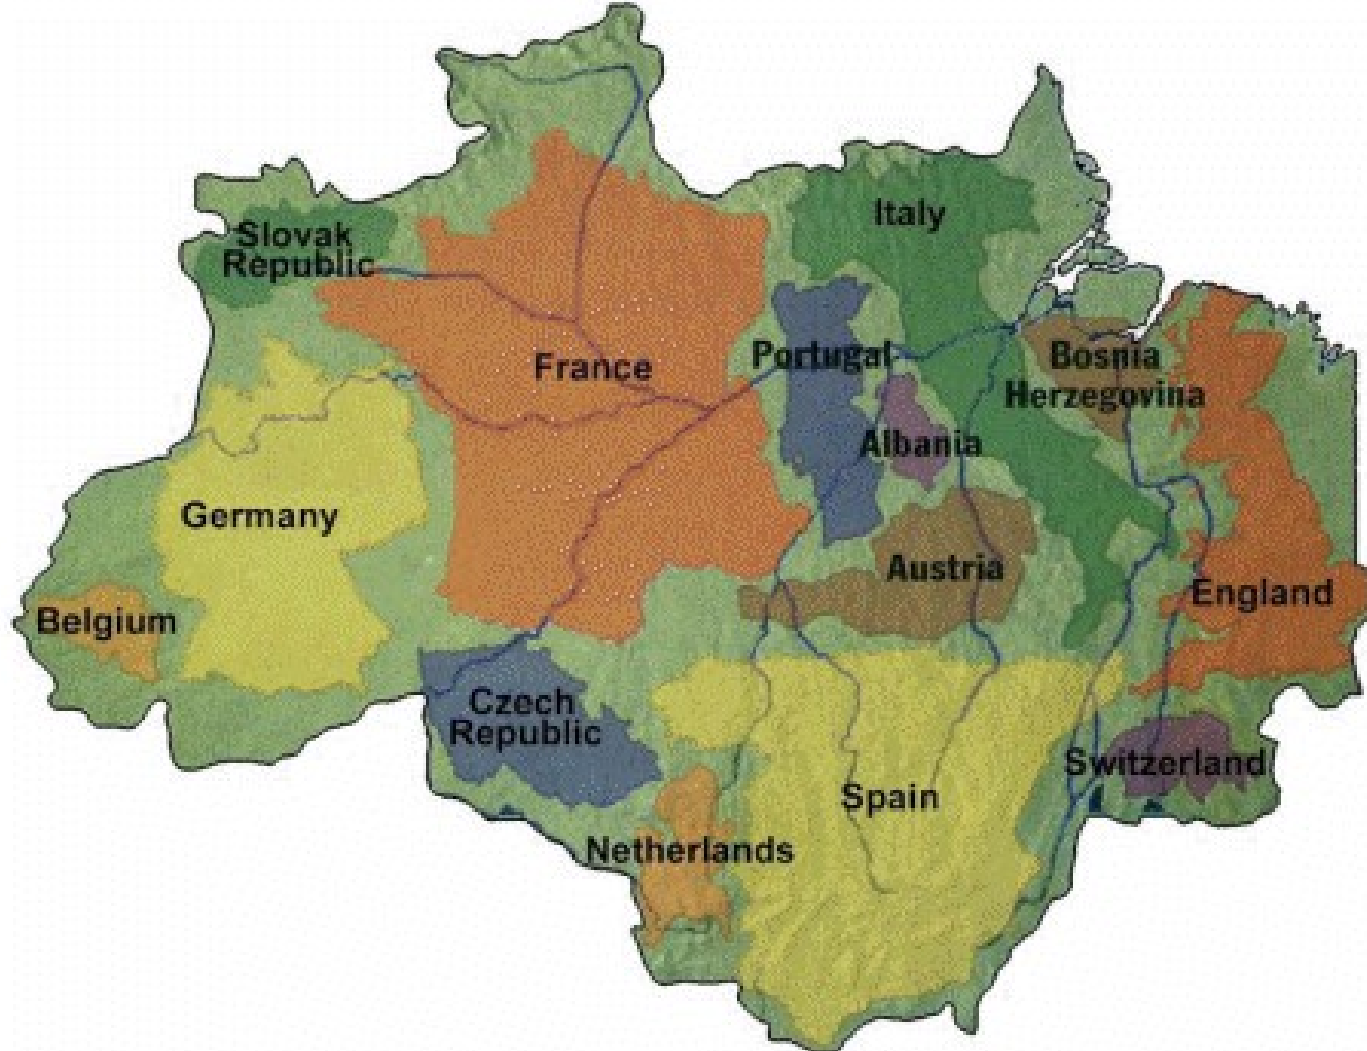 Italy
Slovak
Republic
Portugal
Bosnia
Herzegovina
France
Albania
Germany
Austria
England
Belgium
Czech
Republic
Switzerland
Spain
Netherlands